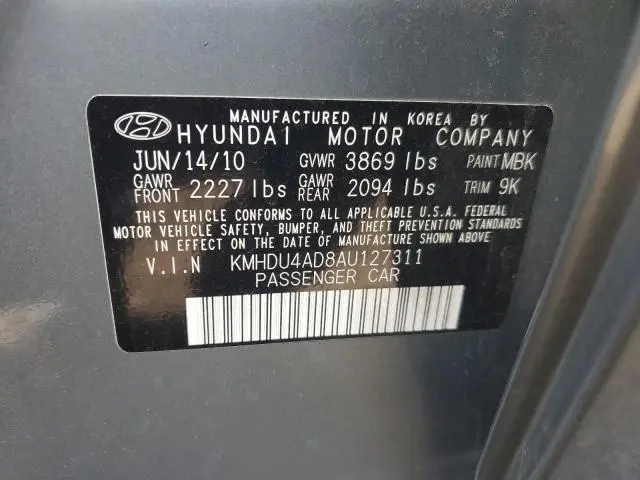 MANUFACTURED IN KOREA BY
HYUNDAI MOTOR COMPANY
JUN/14/10 GVWR 3869 lbs PAINT MBK
GAWR FRONT 2227 lbs GAWR REAR 2094 lbs TRIM 9K
THIS VEHICLE CONFORMS TO ALL APPLICABLE U.S.A. FEDERAL
MOTOR VEHICLE SAFETY, BUMPER, AND THEFT PREVENTION STANDARDS
IN EFFECT ON THE DATE OF MANUFACTURE SHOWN ABOVE.
V.I.N KMHDU4AD8AU127311
PASSENGER CAR